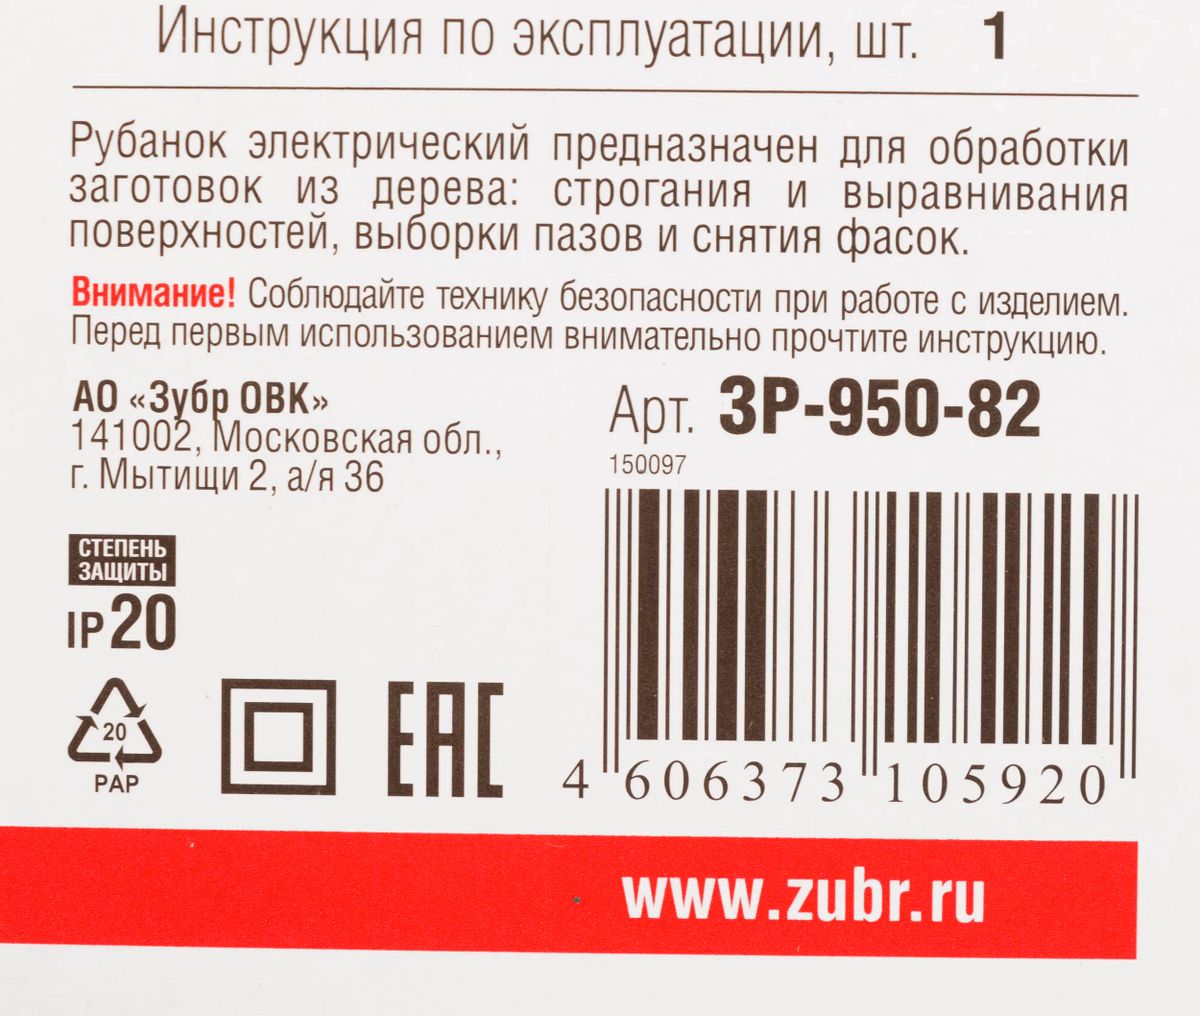 Инструкция по эксплуатации, шт. 1
Рубанок электрический предназначен для обработки
заготовок из дерева: строгания и выравнивания
поверхностей, выборки пазов и снятия фасок.
Внимание! Соблюдайте технику безопасности при работе с изделием.
Перед первым использованием внимательно прочтите инструкцию.
АО «Зубр ОВК»
141002, Московская обл.,
г. Мытищи 2, а/я 36
Арт. ЗР-950-82
150097
СТЕПЕНЬ
ЗАЩИТЫ
IP 20
20
PAP
EAC
4 606373 105920
www.zubr.ru